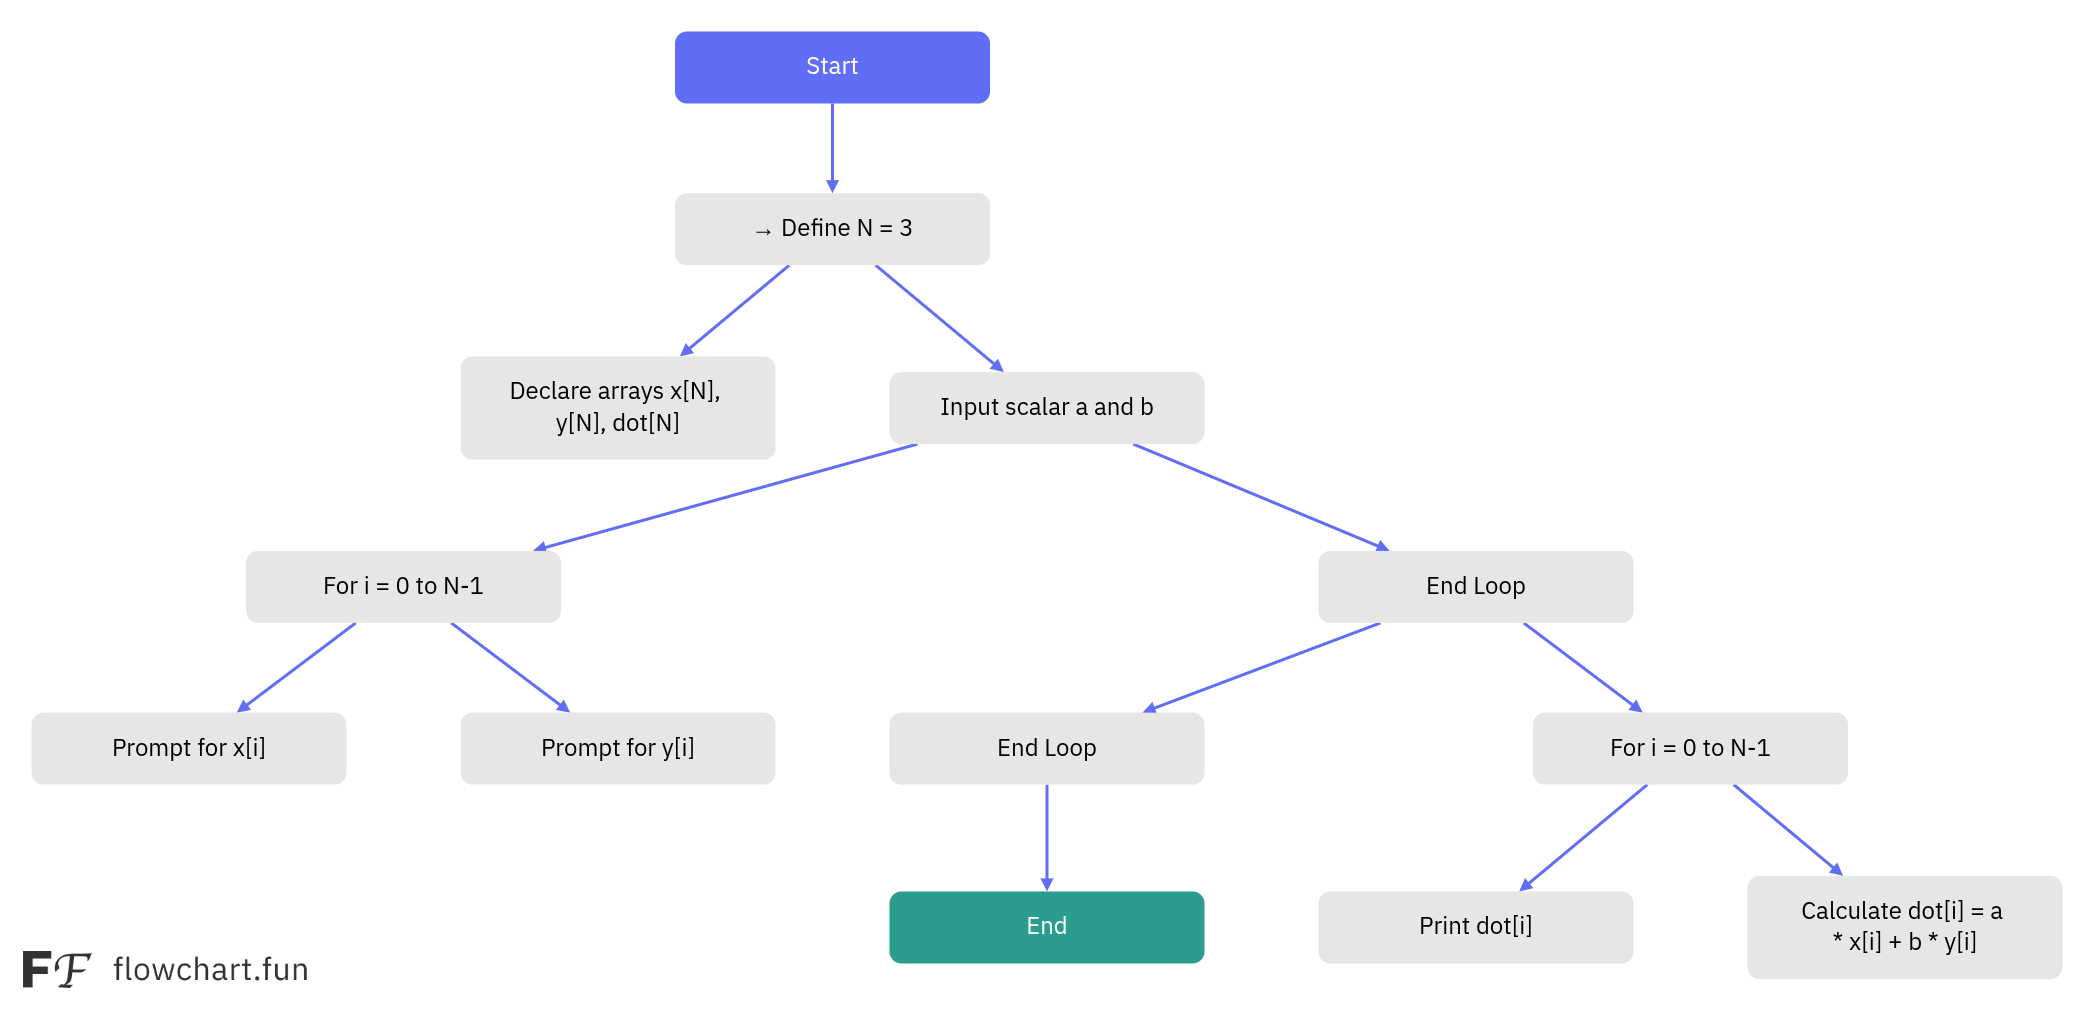 Start
→ Define N = 3
Declare arrays x[N],
y[N], dot[N]
Input scalar a and b
For i = 0 to N-1
End Loop
Prompt for x[i]
Prompt for y[i]
End Loop
For i = 0 to N-1
End
Print dot[i]
Calculate dot[i] = a
* x[i] + b * y[i]
FF flowchart.fun